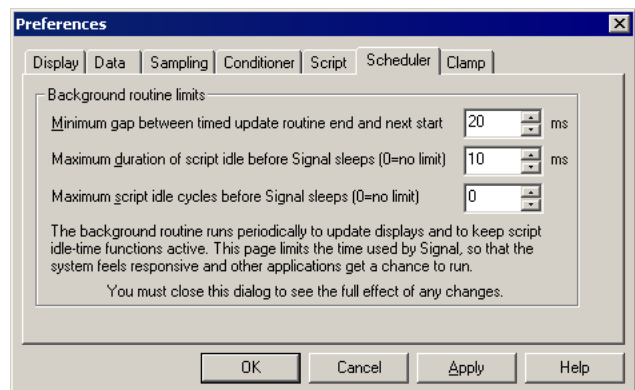 Preferences
Display Data Sampling Conditioner Script Scheduler Clamp
Background routine limits
Minimum gap between timed update routine end and next start 20 ms
Maximum duration of script idle before Signal sleeps (0=no limit) 10 ms
Maximum script idle cycles before Signal sleeps (0=no limit) 0
The background routine runs periodically to update displays and to keep script
idle-time functions active. This page limits the time used by Signal, so that the
system feels responsive and other applications get a chance to run.
You must close this dialog to see the full effect of any changes.
OK Cancel Apply Help